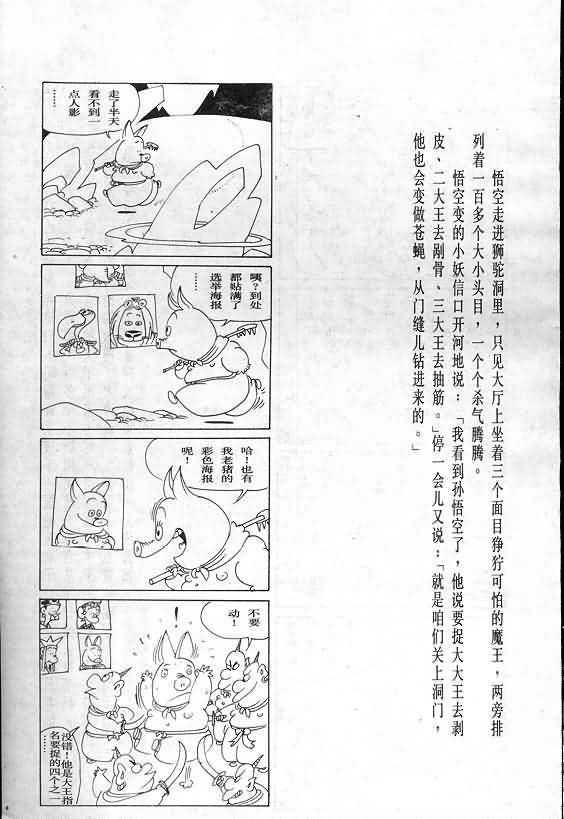 悟空走进狮驼洞里，只见大厅上坐着三个面目狰狞可怕的魔王，两旁排
列着一百多个大小头目，一个个杀气腾腾。
悟空变的小妖信口开河地说：「我看到孙悟空了，他说要捉大大王去剥
皮、二大王去剐骨、三大王去抽筋。」停一会儿又说：「就是咱们关上洞门，
他也会变做苍蝇，从门缝儿钻进来的。」
走了半天
看不到一
点人影
……
咦？到处
都贴满了
选举海报
……
哈！也有
我老猪的
彩色海报
呢！
不要
动！
没错！他是大王指
名要捉的四个之一